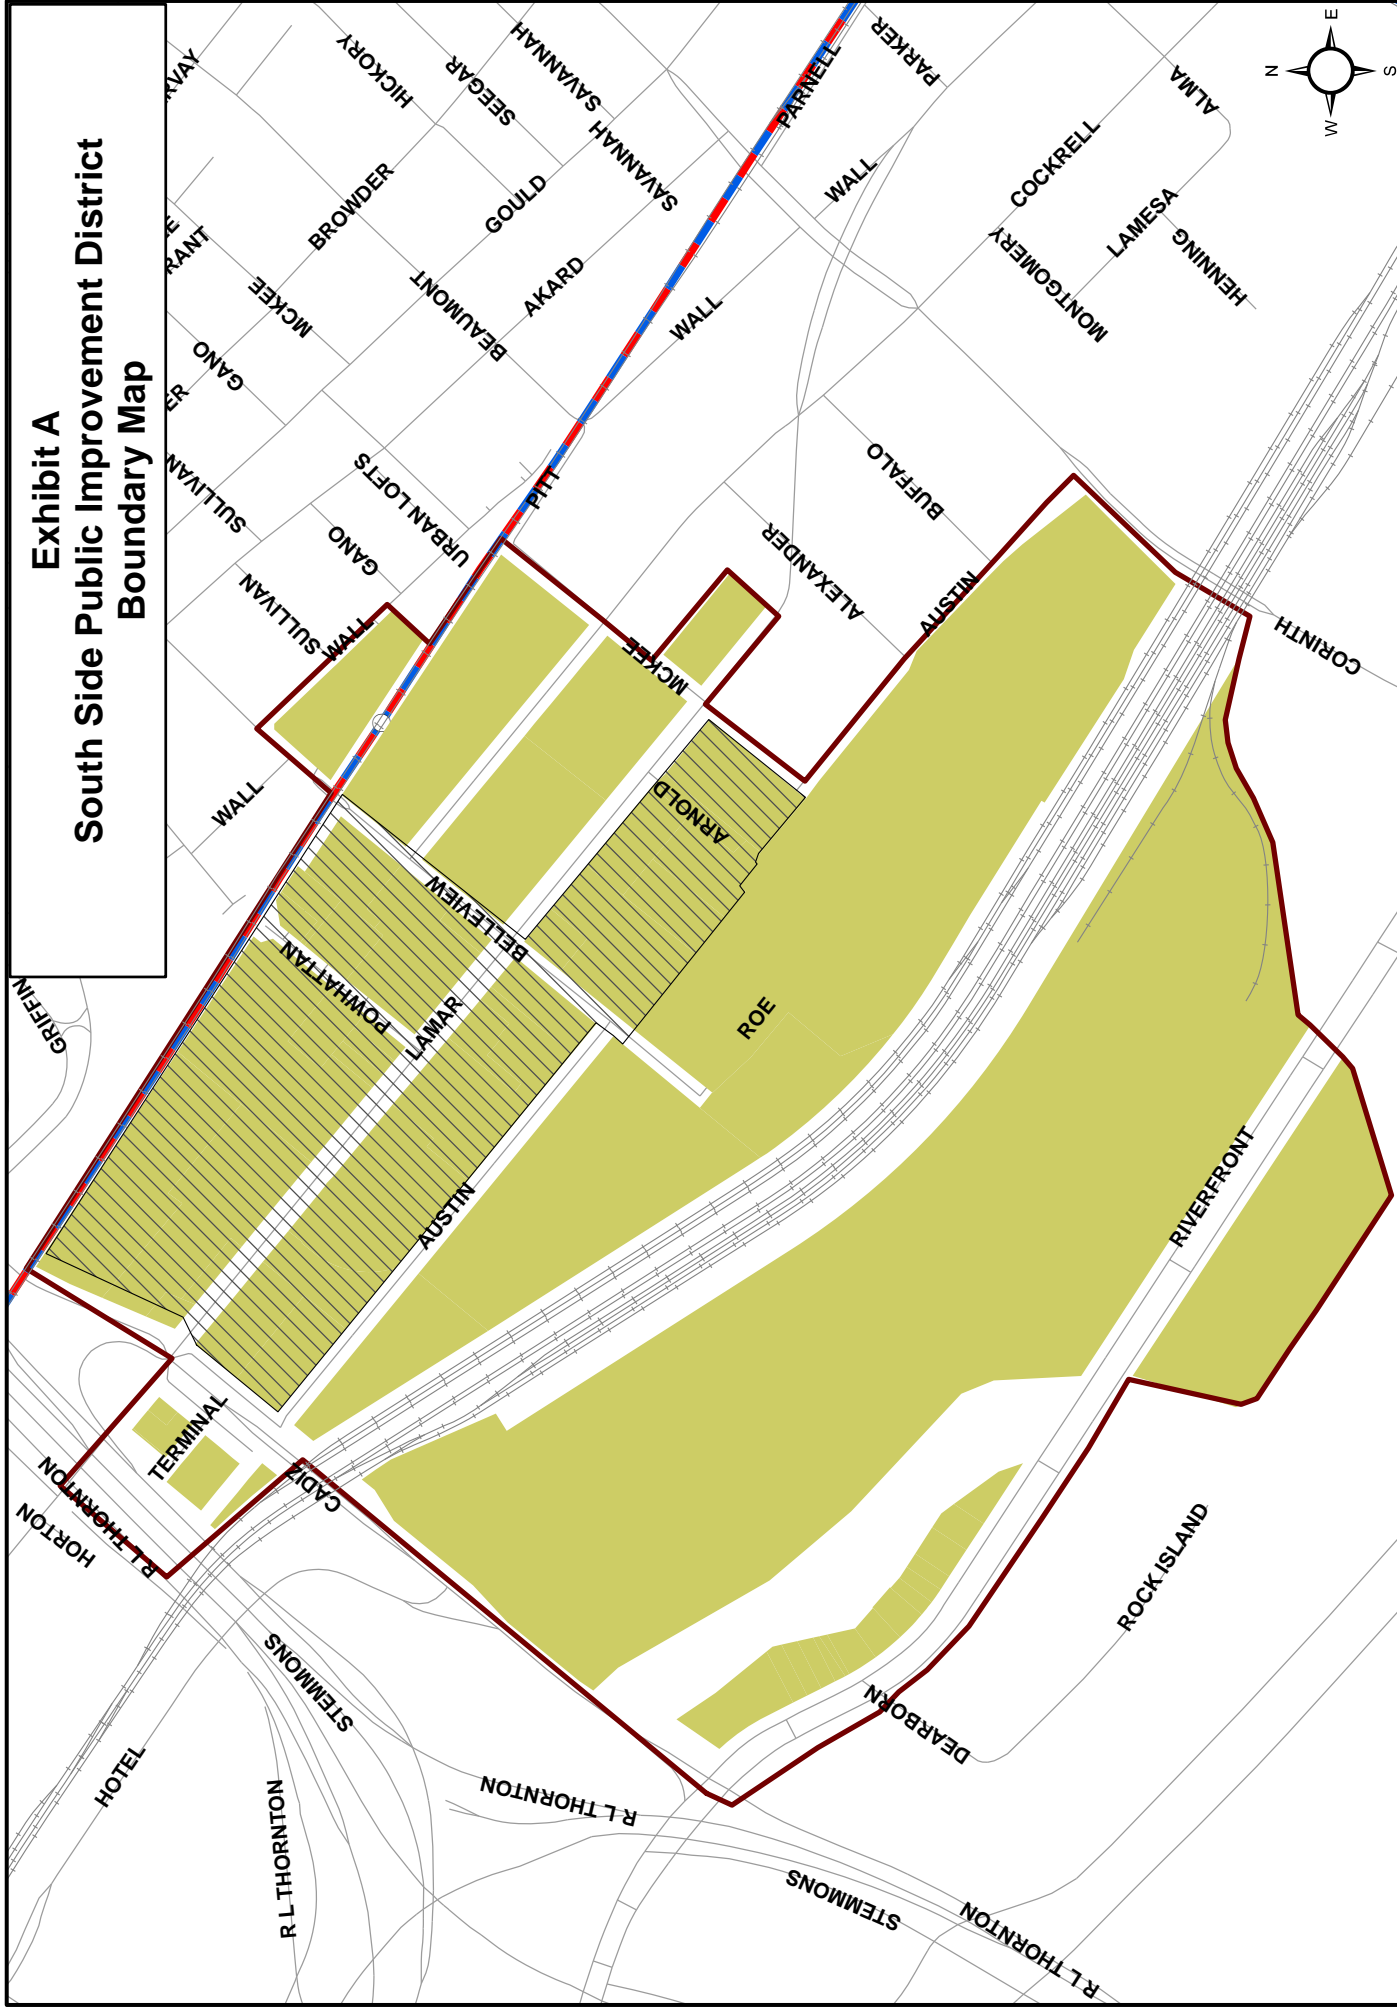 Exhibit A
South Side Public Improvement District
Boundary Map
RVAY
HICKORY
SEEGAR
SAVANNAH
SAVANNAH
PARNELL
PARKER
ALMA
N
E
S
W
BROWDER
GOULD
WALL
COCKRELL
LAMESA
HENNING
MONTGOMERY
E
RANT
MCKEE
BEAUMONT
AKARD
WALL
GANO
ER
SULLIVAN
URBAN LOFTS
GANO
PITT
BUFFALO
ALEXANDER
AUSTIN
SULLIVAN
WALL
MCKEE
CORINTH
WALL
ARNOLD
BELLEVIEW
POWHATTAN
LAMAR
ROE
GRIFFIN
AUSTIN
RIVERFRONT
TERMINAL
CADIZ
R L THORNTON
HORTON
ROCK ISLAND
STEMMONS
HOTEL
DEARBORN
R L THORNTON
R L THORNTON
STEMMONS
R L THORNTON